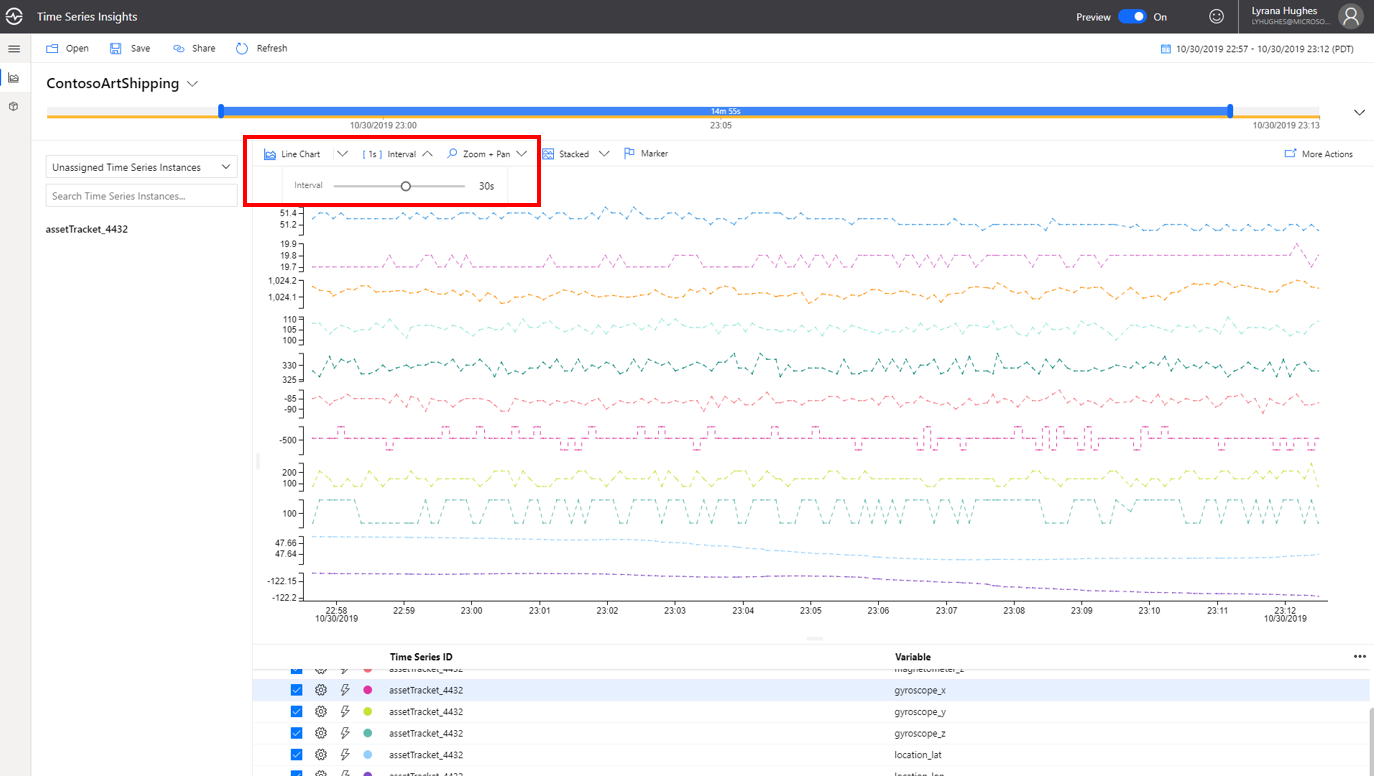 Time Series Insights
Preview On
Lyrana Hughes
LYHUGHES@MICROSO...
Open Save Share Refresh
10/30/2019 22:57 - 10/30/2019 23:12 (PDT)
ContosoArtShipping
14m 55s
10/30/2019 23:00 23:05 10/30/2019 23:13
Line Chart [ 1s ] Interval Zoom + Pan Stacked Marker More Actions
Unassigned Time Series Instances
Interval 30s
Search Time Series Instances...
assetTracket_4432
51.4
51.2
19.9
19.8
19.7
1,024.2
1,024.1
110
105
100
330
325
-85
-90
-500
200
100
100
47.66
47.64
-122.15
-122.2
22:58 22:59 23:00 23:01 23:02 23:03 23:04 23:05 23:06 23:07 23:08 23:09 23:10 23:11 23:12
10/30/2019 10/30/2019
Time Series ID Variable
assetTracket_4432 magnetometer_z
assetTracket_4432 gyroscope_x
assetTracket_4432 gyroscope_y
assetTracket_4432 gyroscope_z
assetTracket_4432 location_lat
assetTracket_4432 location_lon